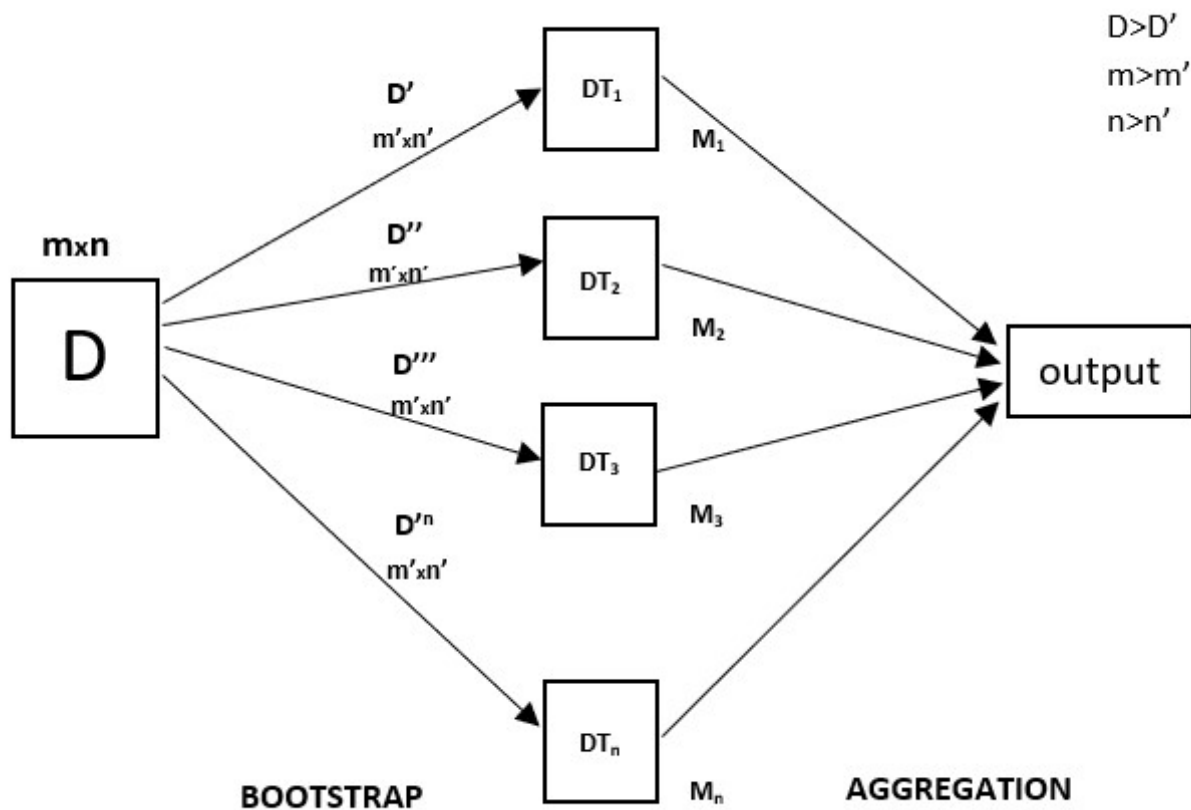 D>D'
m>m'
n>n'
D'
m'xn'
DT₁
M₁
D''
m'xn'
DT₂
M₂
mxn
D
D'''
m'xn'
DT₃
M₃
output
D'ⁿ
m'xn'
DTₙ
Mₙ
BOOTSTRAP
AGGREGATION